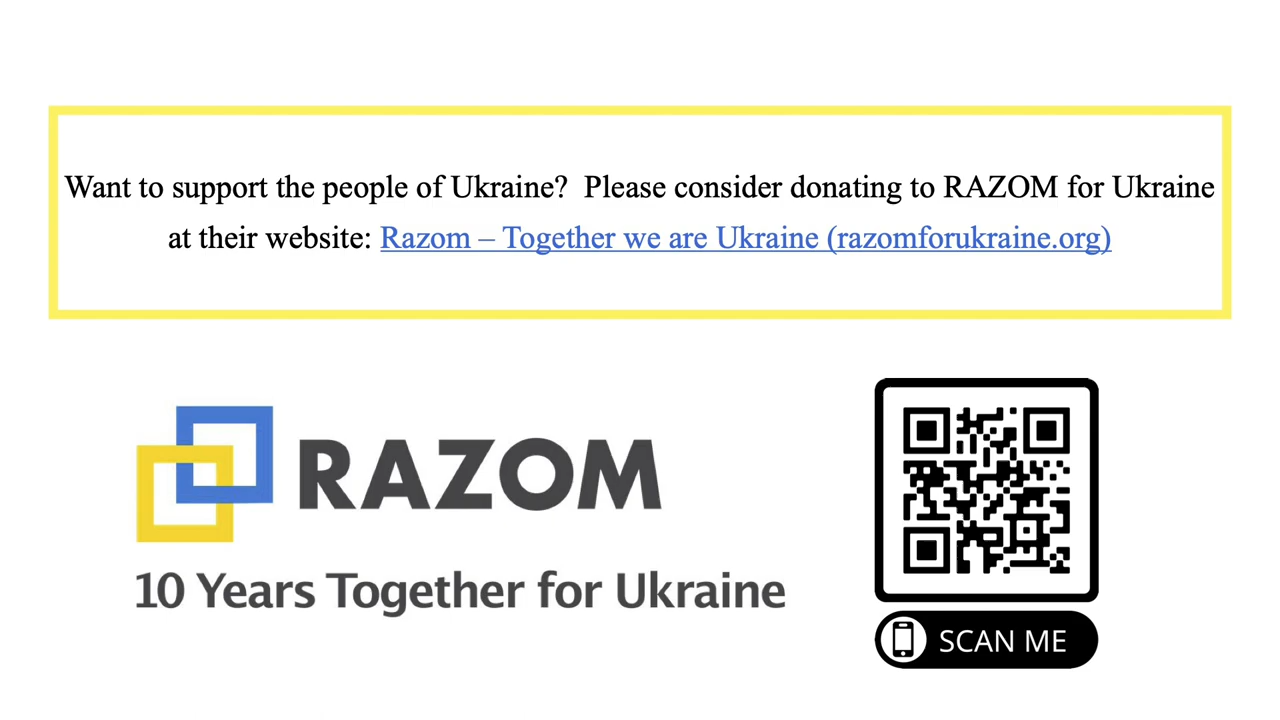 Want to support the people of Ukraine?  Please consider donating to RAZOM for Ukraine
at their website: Razom – Together we are Ukraine (razomforukraine.org)
RAZOM
10 Years Together for Ukraine
SCAN ME